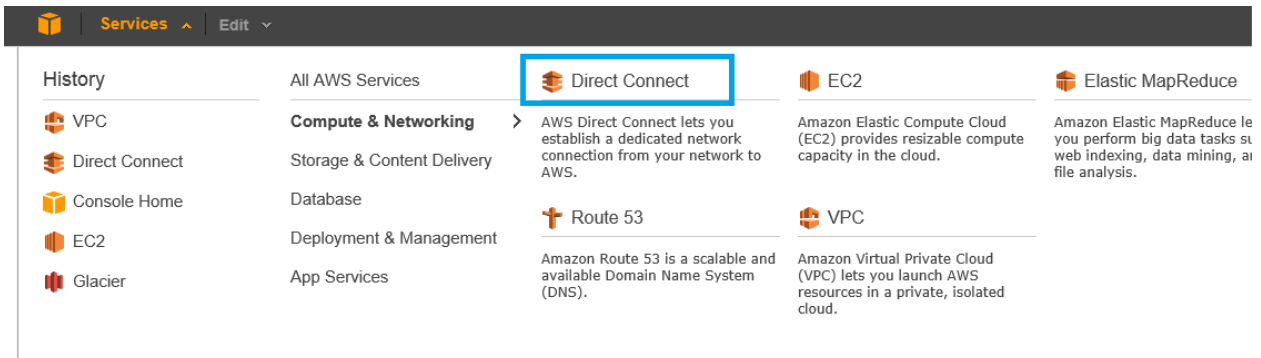 Services Edit
History
VPC
Direct Connect
Console Home
EC2
Glacier
All AWS Services
Compute & Networking
Storage & Content Delivery
Database
Deployment & Management
App Services
Direct Connect
AWS Direct Connect lets you
establish a dedicated network
connection from your network to
AWS.
EC2
Amazon Elastic Compute Cloud
(EC2) provides resizable compute
capacity in the cloud.
Elastic MapReduce
Amazon Elastic MapReduce
you perform big data tasks
web indexing, data mining,
file analysis.
Route 53
Amazon Route 53 is a scalable and
available Domain Name System
(DNS).
VPC
Amazon Virtual Private Cloud
(VPC) lets you launch AWS
resources in a private, isolated
cloud.